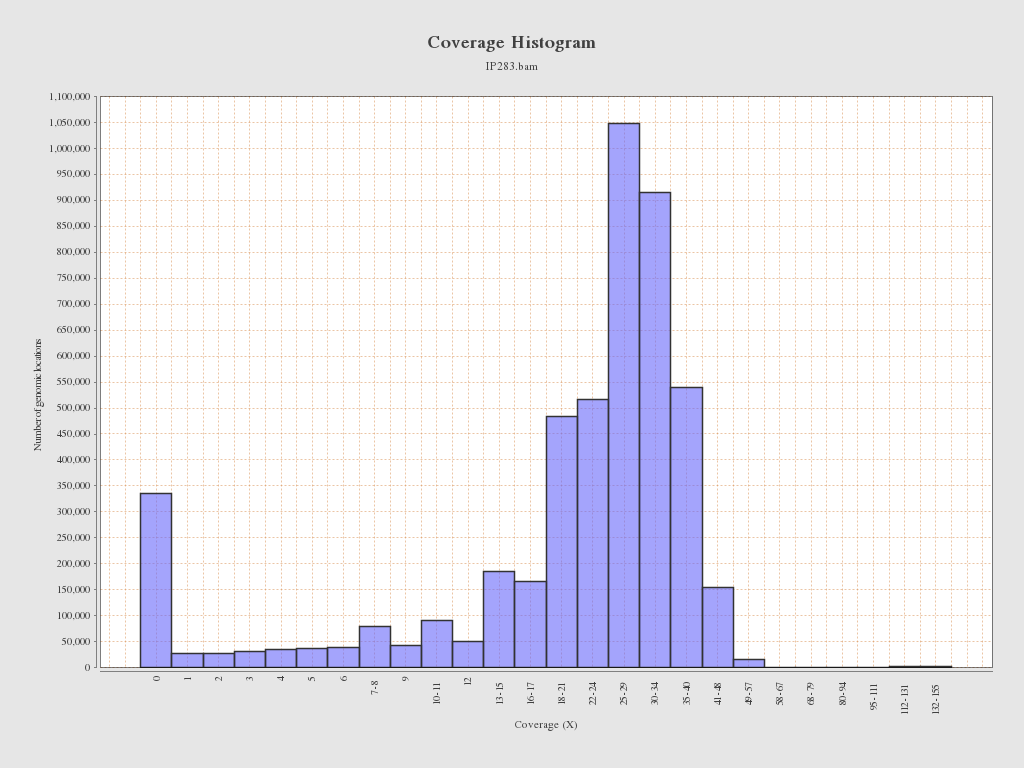 Coverage Histogram
IP283.bam
1,100,000
1,050,000
1,000,000
950,000
900,000
850,000
800,000
750,000
700,000
650,000
600,000
550,000
500,000
450,000
400,000
350,000
300,000
250,000
200,000
150,000
100,000
50,000
0
Number of genomic locations
0
1
2
3
4
5
6
7 - 8
9
10 - 11
12
13 - 15
16 - 17
18 - 21
22 - 24
25 - 29
30 - 34
35 - 40
41 - 48
49 - 57
58 - 67
68 - 79
80 - 94
95 - 111
112 - 131
132 - 155
Coverage (X)